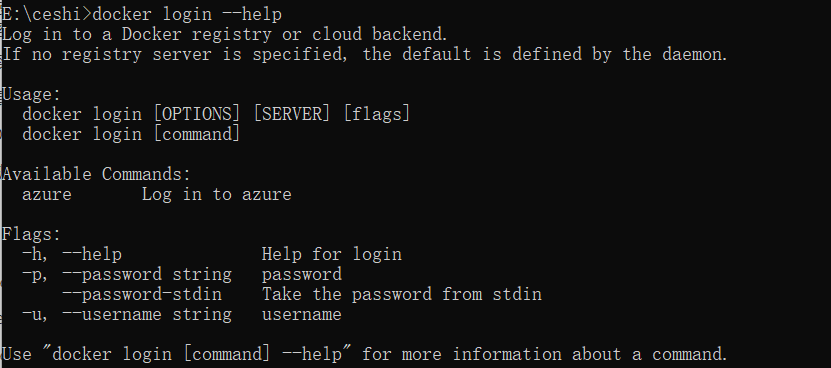 E:\ceshi>docker login --help
Log in to a Docker registry or cloud backend.
If no registry server is specified, the default is defined by the daemon.
Usage:
  docker login [OPTIONS] [SERVER] [flags]
  docker login [command]
Available Commands:
  azure       Log in to azure
Flags:
  -h, --help              Help for login
  -p, --password string   password
      --password-stdin    Take the password from stdin
  -u, --username string   username
Use "docker login [command] --help" for more information about a command.